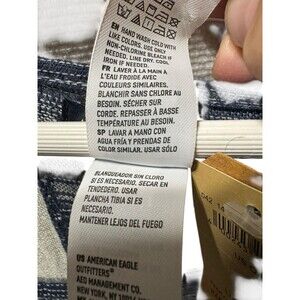 EN HAND WASH COLD WITH
LIKE COLORS. USE ONLY
NON-CHLORINE BLEACH IF
NEEDED. LINE DRY. COOL
IRON IF NEEDED.
FR LAVER À LA MAIN À
L'EAU FROIDE AVEC
COULEURS SIMILAIRES.
BLANCHIR SANS CHLORE AU
BESOIN. SÉCHER SUR
CORDE. REPASSER À BASSE
TEMPÉRATURE AU BESOIN.
SP LAVAR A MANO CON
AGUA FRÍA Y PRENDAS DE
COLOR SIMILAR. USAR SÓLO
BLANQUEADOR SIN CLORO
SI ES NECESARIO. SECAR EN
TENDEDERO. USAR
PLANCHA TIBIA SI ES
NECESARIO.
MANTENER LEJOS DEL FUEGO
US AMERICAN EAGLE
OUTFITTERS®
AEO MANAGEMENT CO.
NEW YORK, NY
042 14